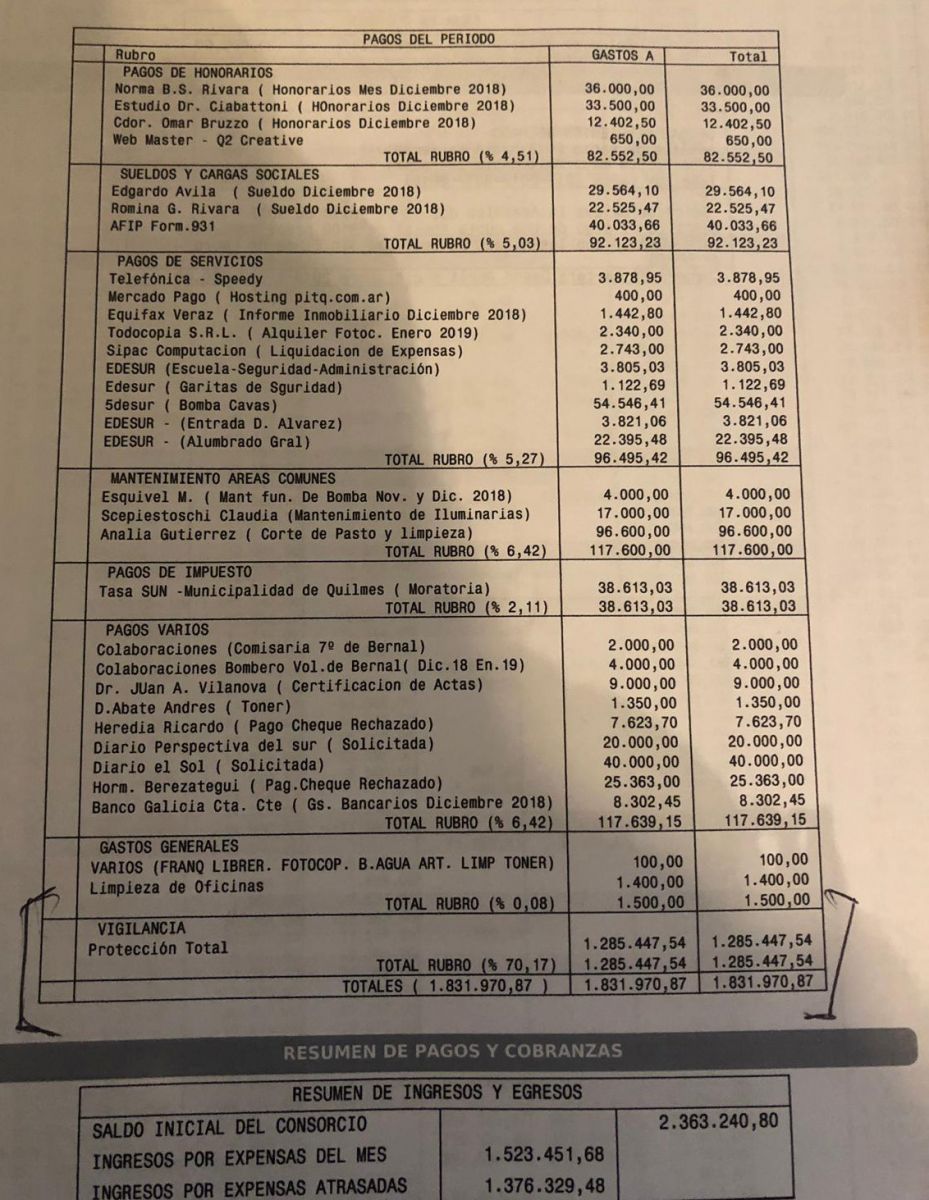 PAGOS DEL PERIODO
Rubro GASTOS A Total
PAGOS DE HONORARIOS
Norma B.S. Rivara ( Honorarios Mes Diciembre 2018) 36.000,00 36.000,00
Estudio Dr. Ciabattoni ( HOnorarios Diciembre 2018) 33.500,00 33.500,00
Cdor. Omar Bruzzo ( Honorarios Diciembre 2018) 12.402,50 12.402,50
Web Master - Q2 Creative 650,00 650,00
TOTAL RUBRO (% 4,51) 82.552,50 82.552,50
SUELDOS Y CARGAS SOCIALES
Edgardo Avila ( Sueldo Diciembre 2018) 29.564,10 29.564,10
Romina G. Rivara ( Sueldo Diciembre 2018) 22.525,47 22.525,47
AFIP Form.931 40.033,66 40.033,66
TOTAL RUBRO (% 5,03) 92.123,23 92.123,23
PAGOS DE SERVICIOS
Telefónica - Speedy 3.878,95 3.878,95
Mercado Pago ( Hosting pitq.com.ar) 400,00 400,00
Equifax Veraz ( Informe Inmobiliario Diciembre 2018) 1.442,80 1.442,80
Todocopia S.R.L. ( Alquiler Fotoc. Enero 2019) 2.340,00 2.340,00
Sipac Computacion ( Liquidacion de Expensas) 2.743,00 2.743,00
EDESUR (Escuela-Seguridad-Administración) 3.805,03 3.805,03
Edesur ( Garitas de Sguridad) 1.122,69 1.122,69
5desur ( Bomba Cavas) 54.546,41 54.546,41
EDESUR - (Entrada D. Alvarez) 3.821,06 3.821,06
EDESUR - (Alumbrado Gral) 22.395,48 22.395,48
TOTAL RUBRO (% 5,27) 96.495,42 96.495,42
MANTENIMIENTO AREAS COMUNES
Esquivel M. ( Mant fun. De Bomba Nov. y Dic. 2018) 4.000,00 4.000,00
Scepiestoschi Claudia (Mantenimiento de Iluminarias) 17.000,00 17.000,00
Analia Gutierrez ( Corte de Pasto y limpieza) 96.600,00 96.600,00
TOTAL RUBRO (% 6,42) 117.600,00 117.600,00
PAGOS DE IMPUESTO
Tasa SUN -Municipalidad de Quilmes ( Moratoria) 38.613,03 38.613,03
TOTAL RUBRO (% 2,11) 38.613,03 38.613,03
PAGOS VARIOS
Colaboraciones (Comisaria 7º de Bernal) 2.000,00 2.000,00
Colaboraciones Bombero Vol.de Bernal( Dic.18 En.19) 4.000,00 4.000,00
Dr. JUan A. Vilanova ( Certificacion de Actas) 9.000,00 9.000,00
D.Abate Andres ( Toner) 1.350,00 1.350,00
Heredia Ricardo ( Pago Cheque Rechazado) 7.623,70 7.623,70
Diario Perspectiva del sur ( Solicitada) 20.000,00 20.000,00
Diario el Sol ( Solicitada) 40.000,00 40.000,00
Horm. Berezategui ( Pag.Cheque Rechazado) 25.363,00 25.363,00
Banco Galicia Cta. Cte ( Gs. Bancarios Diciembre 2018) 8.302,45 8.302,45
TOTAL RUBRO (% 6,42) 117.639,15 117.639,15
GASTOS GENERALES
VARIOS (FRANQ LIBRER. FOTOCOP. B.AGUA ART. LIMP TONER) 100,00 100,00
Limpieza de Oficinas 1.400,00 1.400,00
TOTAL RUBRO (% 0,08) 1.500,00 1.500,00
VIGILANCIA
Protección Total 1.285.447,54 1.285.447,54
TOTAL RUBRO (% 70,17) 1.285.447,54 1.285.447,54
TOTALES ( 1.831.970,87 ) 1.831.970,87 1.831.970,87
RESUMEN DE PAGOS Y COBRANZAS
RESUMEN DE INGRESOS Y EGRESOS
SALDO INICIAL DEL CONSORCIO 2.363.240,80
INGRESOS POR EXPENSAS DEL MES 1.523.451,68
INGRESOS POR EXPENSAS ATRASADAS 1.376.329,48